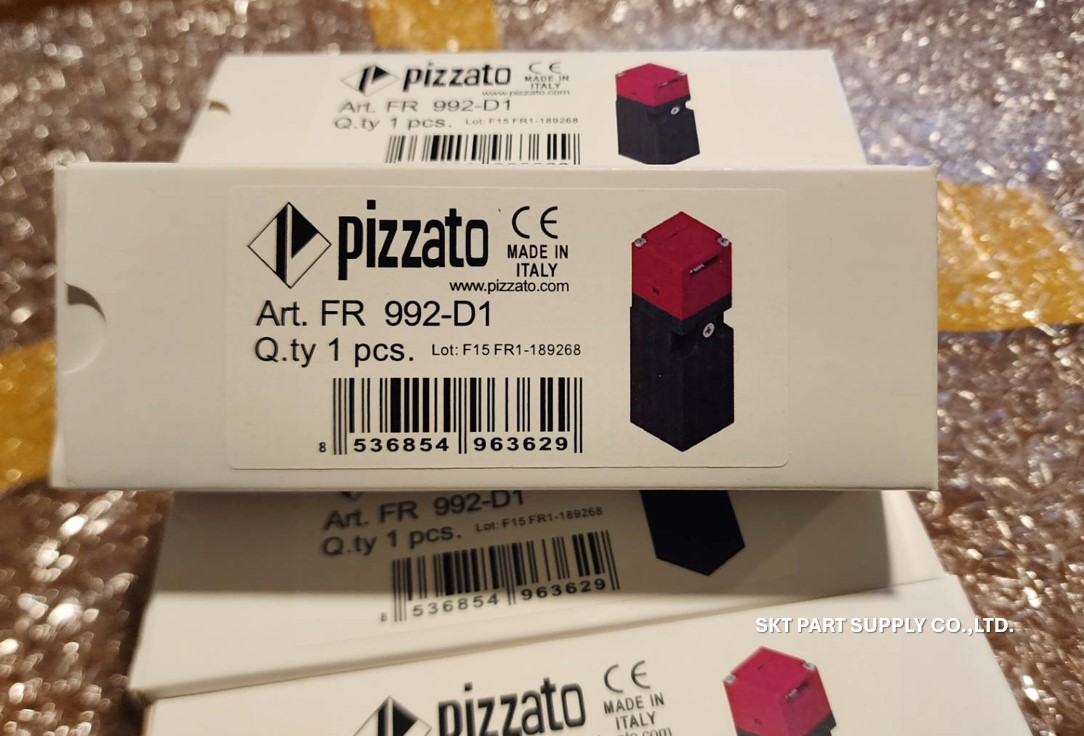 pizzato CE
MADE IN
ITALY
www.pizzato.com
Art. FR 992-D1
Q.ty 1 pcs. Lot: F15 FR1-189268
pizzato CE
MADE IN
ITALY
www.pizzato.com
Art. FR 992-D1
Q.ty 1 pcs. Lot: F15 FR1-189268
8 536854 963629
Art. FR 992-D1
Q.ty 1 pcs. Lot: F15 FR1-189268
8 536854 963629
SKT PART SUPPLY CO.,LTD.
pizzato CE
MADE IN
ITALY